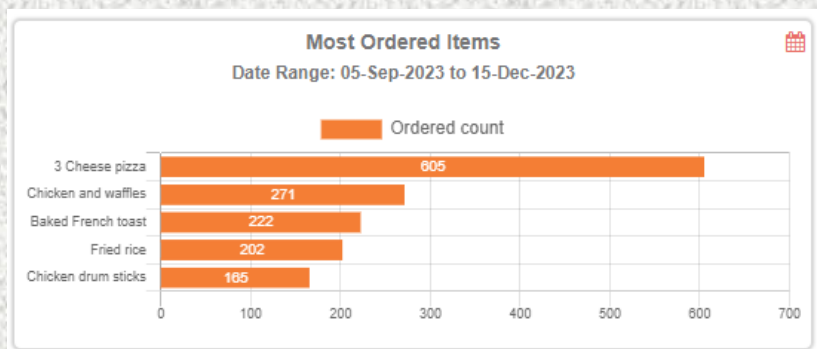 Most Ordered Items
Date Range: 05-Sep-2023 to 15-Dec-2023
Ordered count
3 Cheese pizza 605
Chicken and waffles 271
Baked French toast 222
Fried rice 202
Chicken drum sticks 165
0 100 200 300 400 500 600 700